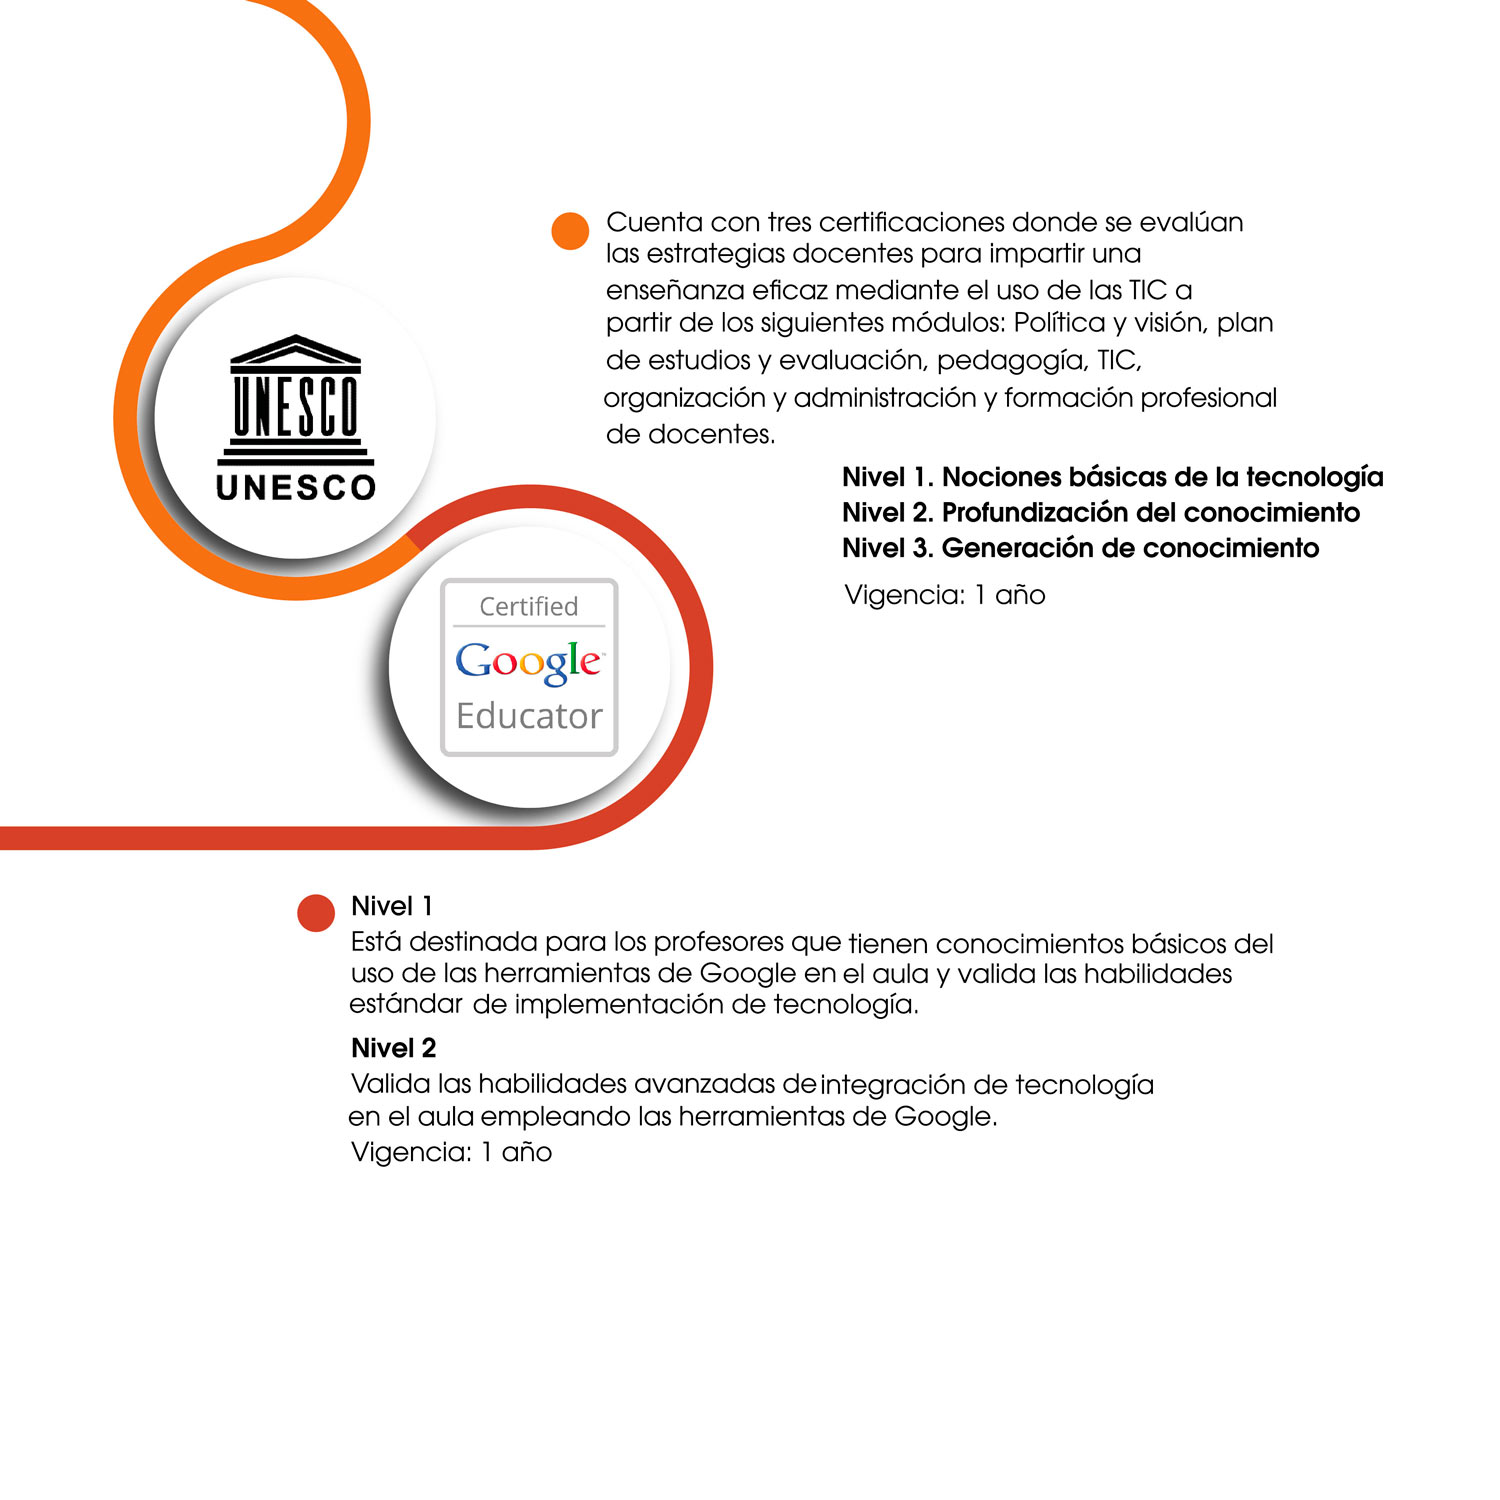 Cuenta con tres certificaciones donde se evalúan
las estrategias docentes para impartir una
enseñanza eficaz mediante el uso de las TIC a
partir de los siguientes módulos: Política y visión, plan
de estudios y evaluación, pedagogía, TIC,
organización y administración y formación profesional
de docentes.
UNESCO
UNESCO
Nivel 1. Nociones básicas de la tecnología
Nivel 2. Profundización del conocimiento
Nivel 3. Generación de conocimiento
Vigencia: 1 año
Certified
Google™
Educator
Nivel 1
Está destinada para los profesores que tienen conocimientos básicos del
uso de las herramientas de Google en el aula y valida las habilidades
estándar de implementación de tecnología.
Nivel 2
Valida las habilidades avanzadas de integración de tecnología
en el aula empleando las herramientas de Google.
Vigencia: 1 año